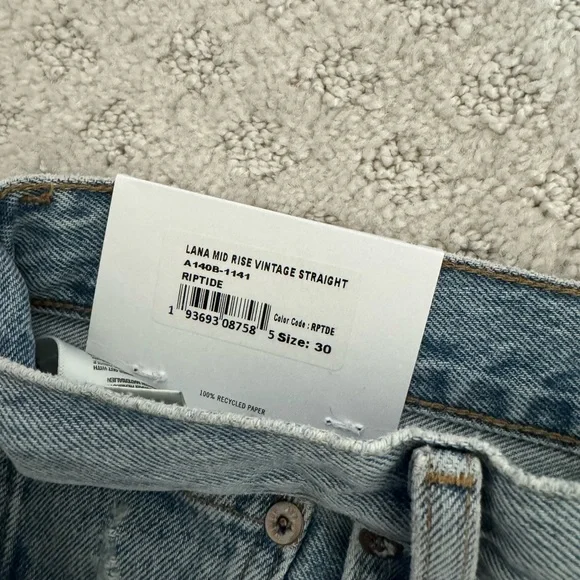 LANA MID RISE VINTAGE STRAIGHT
A140B-1141
RIPTIDE
Color Code : RPTDE
1 93693 08758 5 Size: 30
100% RECYCLED PAPER